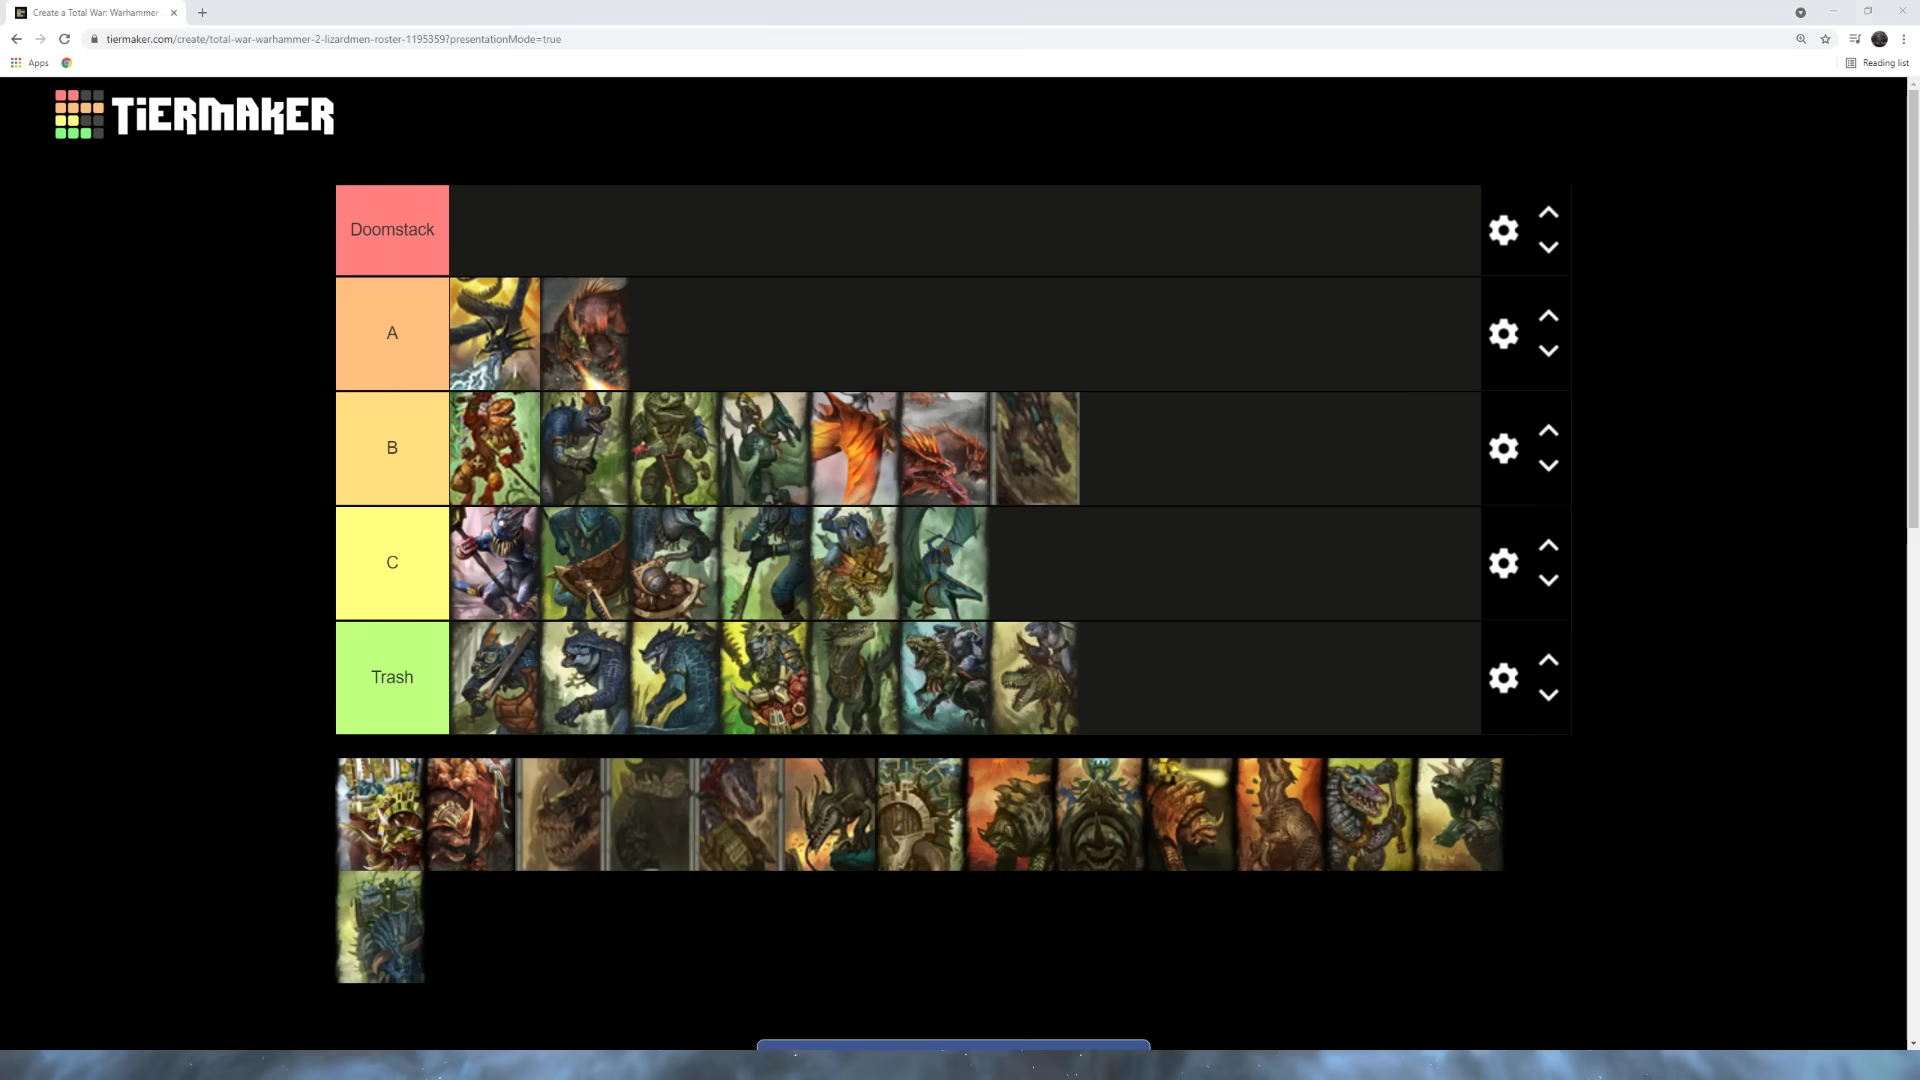 Create a Total War: Warhammer
tiermaker.com/create/total-war-warhammer-2-lizardmen-roster-1195359?presentationMode=true
Apps
Reading list
TiERMAKER
Doomstack
A
B
C
Trash